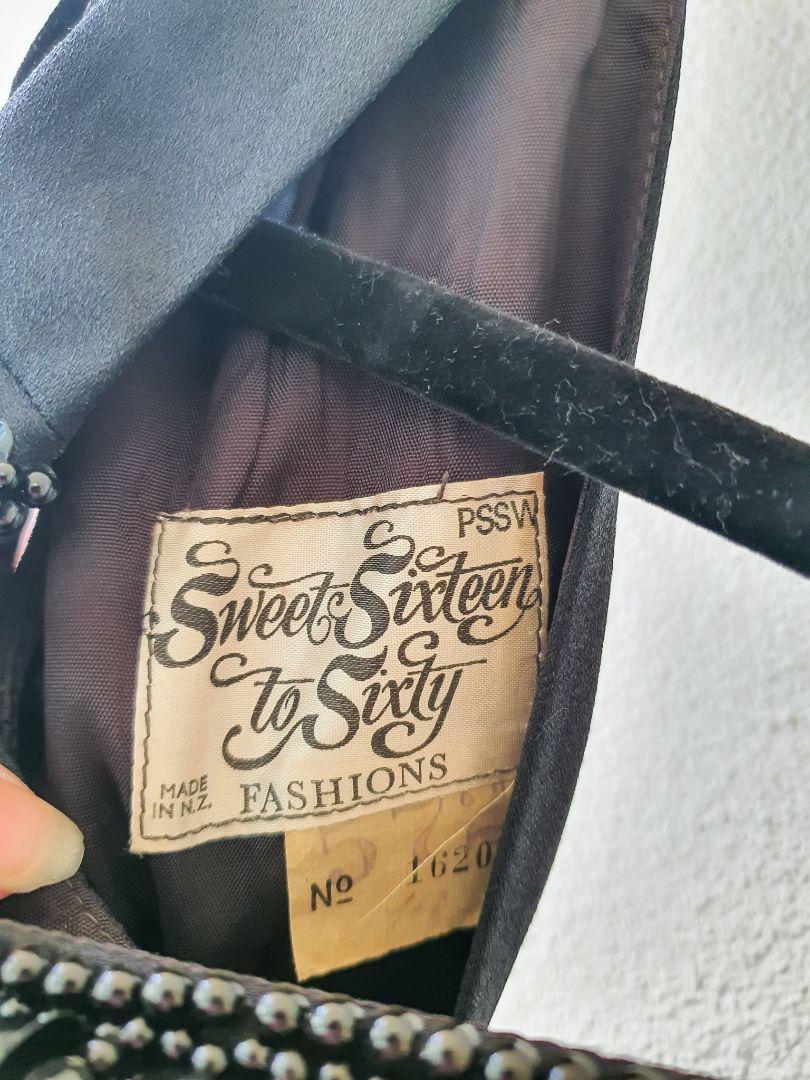 PSSW
Sweet Sixteen
to Sixty
MADE
IN N.Z.
FASHIONS
Nº 1620